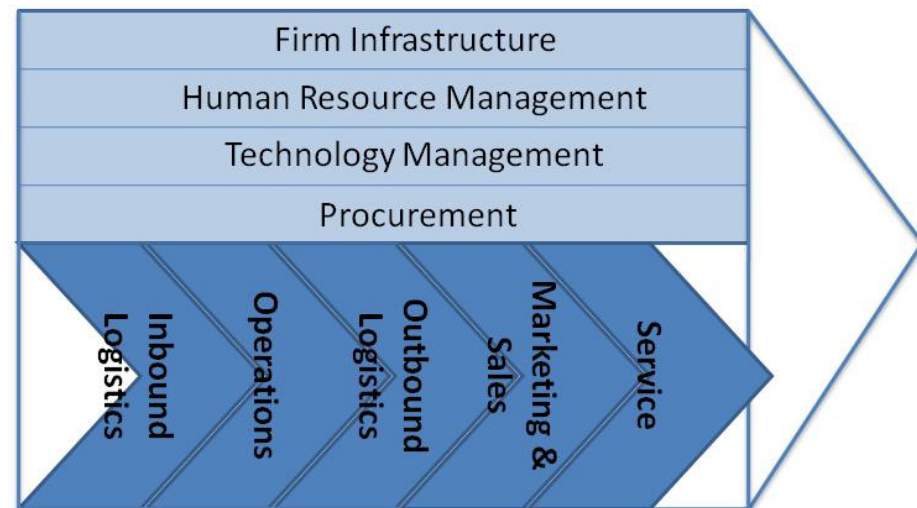 Firm Infrastructure
Human Resource Management
Technology Management
Procurement
Inbound
Logistics
Operations
Outbound
Logistics
Marketing &
Sales
Service